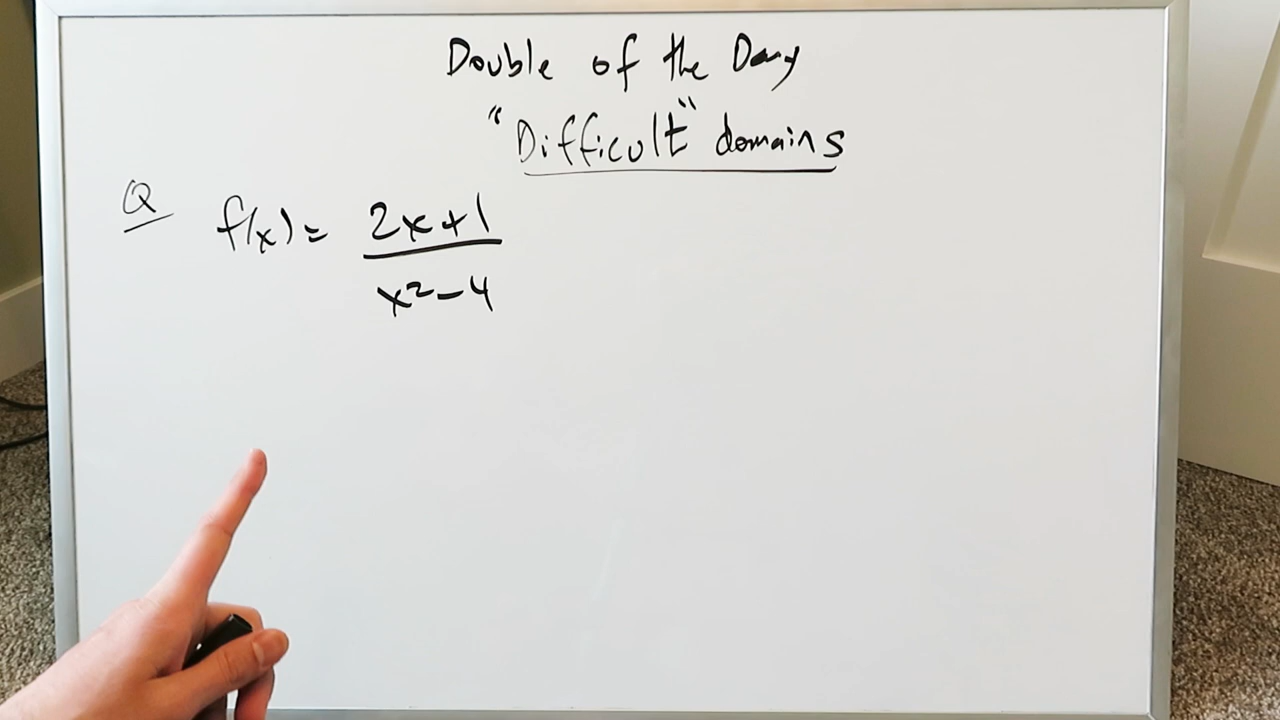 Double of the Day
"Difficult" domains
Q f(x) = 2x+1
x²-4